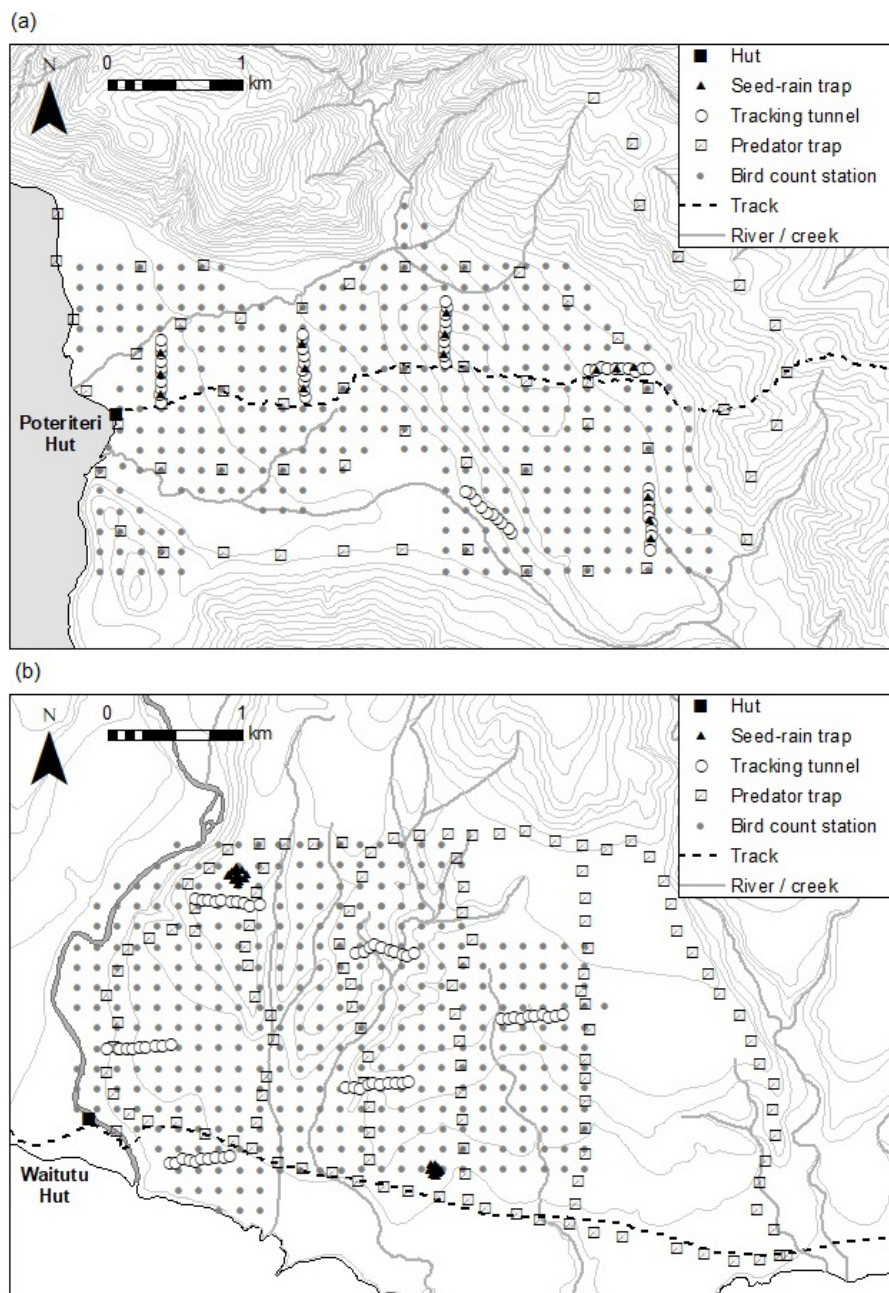 (a)
N
0 1
km
Hut
Seed-rain trap
Tracking tunnel
Predator trap
Bird count station
Track
River / creek
Poteriteri
Hut
(b)
N
0 1
km
Hut
Seed-rain trap
Tracking tunnel
Predator trap
Bird count station
Track
River / creek
Waitutu
Hut